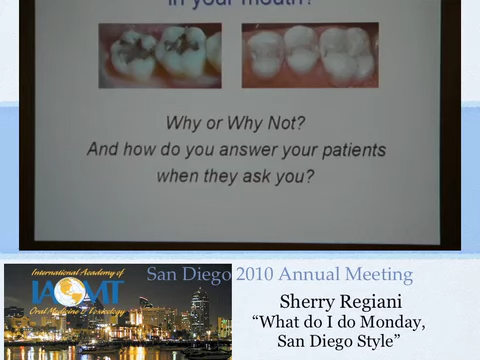 in your mouth?
Why or Why Not?
And how do you answer your patients
when they ask you?
International Academy of
IAOMT
Oral Medicine & Toxicology
San Diego 2010 Annual Meeting
Sherry Regiani
“What do I do Monday,
San Diego Style”